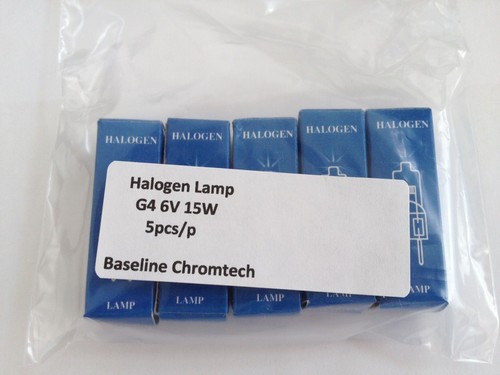 HALOGEN HALOGEN HALOGEN HALOGEN HALOGEN
Halogen Lamp
G4 6V 15W
5pcs/p
Baseline Chromtech
LAMP LAMP LAMP LAMP LAMP